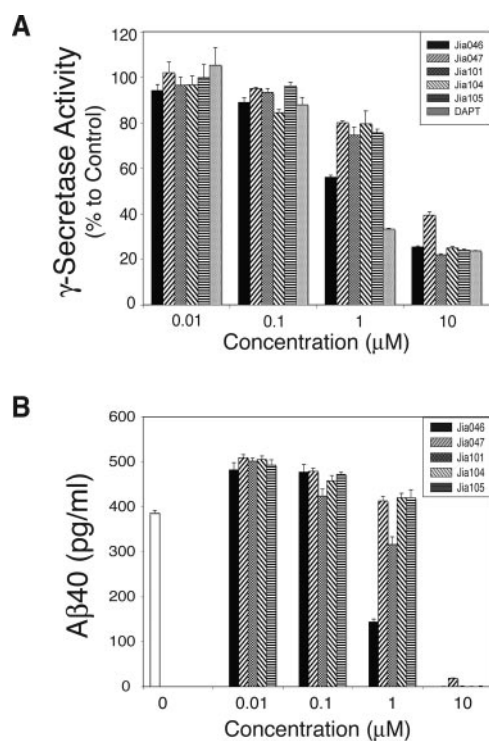 A
γ-Secretase Activity
(% to Control)
120
100
80
60
40
20
0
Jia046
Jia047
Jia101
Jia104
Jia105
DAPT
0.01 0.1 1 10
Concentration (μM)
B
Aβ40 (pg/ml)
600
500
400
300
200
100
0
Jia046
Jia047
Jia101
Jia104
Jia105
0 0.01 0.1 1 10
Concentration (μM)